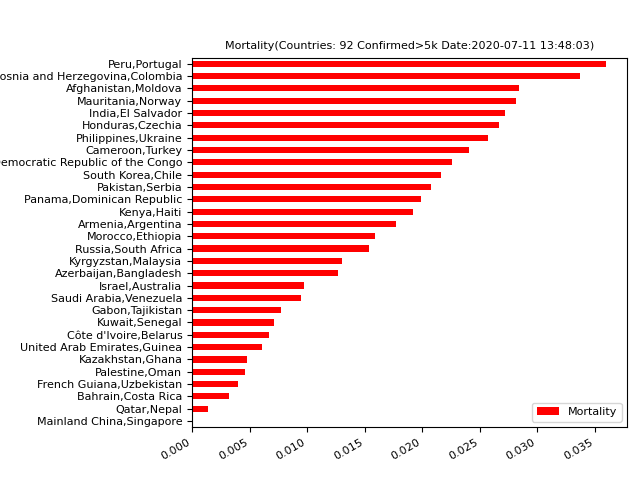 Mortality(Countries: 92 Confirmed>5k Date:2020-07-11 13:48:03)
Peru,Portugal
and Herzegovina,Colombia
Afghanistan,Moldova
Mauritania,Norway
India,El Salvador
Honduras,Czechia
Philippines,Ukraine
Cameroon,Turkey
Republic of the Congo
South Korea,Chile
Pakistan,Serbia
Panama,Dominican Republic
Kenya,Haiti
Armenia,Argentina
Morocco,Ethiopia
Russia,South Africa
Kyrgyzstan,Malaysia
Azerbaijan,Bangladesh
Israel,Australia
Saudi Arabia,Venezuela
Gabon,Tajikistan
Kuwait,Senegal
Côte d'Ivoire,Belarus
United Arab Emirates,Guinea
Kazakhstan,Ghana
Palestine,Oman
French Guiana,Uzbekistan
Bahrain,Costa Rica
Qatar,Nepal
Mainland China,Singapore
Mortality
0.000 0.005 0.010 0.015 0.020 0.025 0.030 0.035